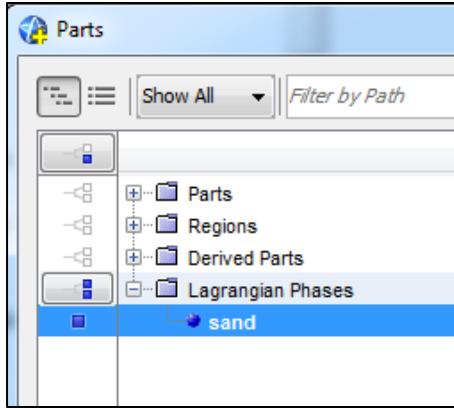 Parts
Show All Filter by Path
Parts
Regions
Derived Parts
Lagrangian Phases
sand